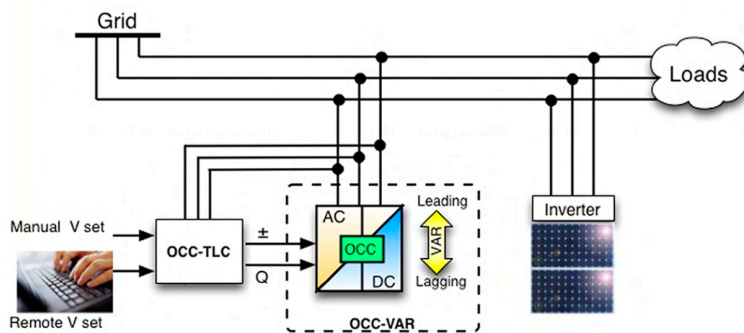 Grid
Loads
Manual V set
Remote V set
OCC-TLC
±
Q
AC
OCC
DC
Leading
VAR
Lagging
OCC-VAR
Inverter